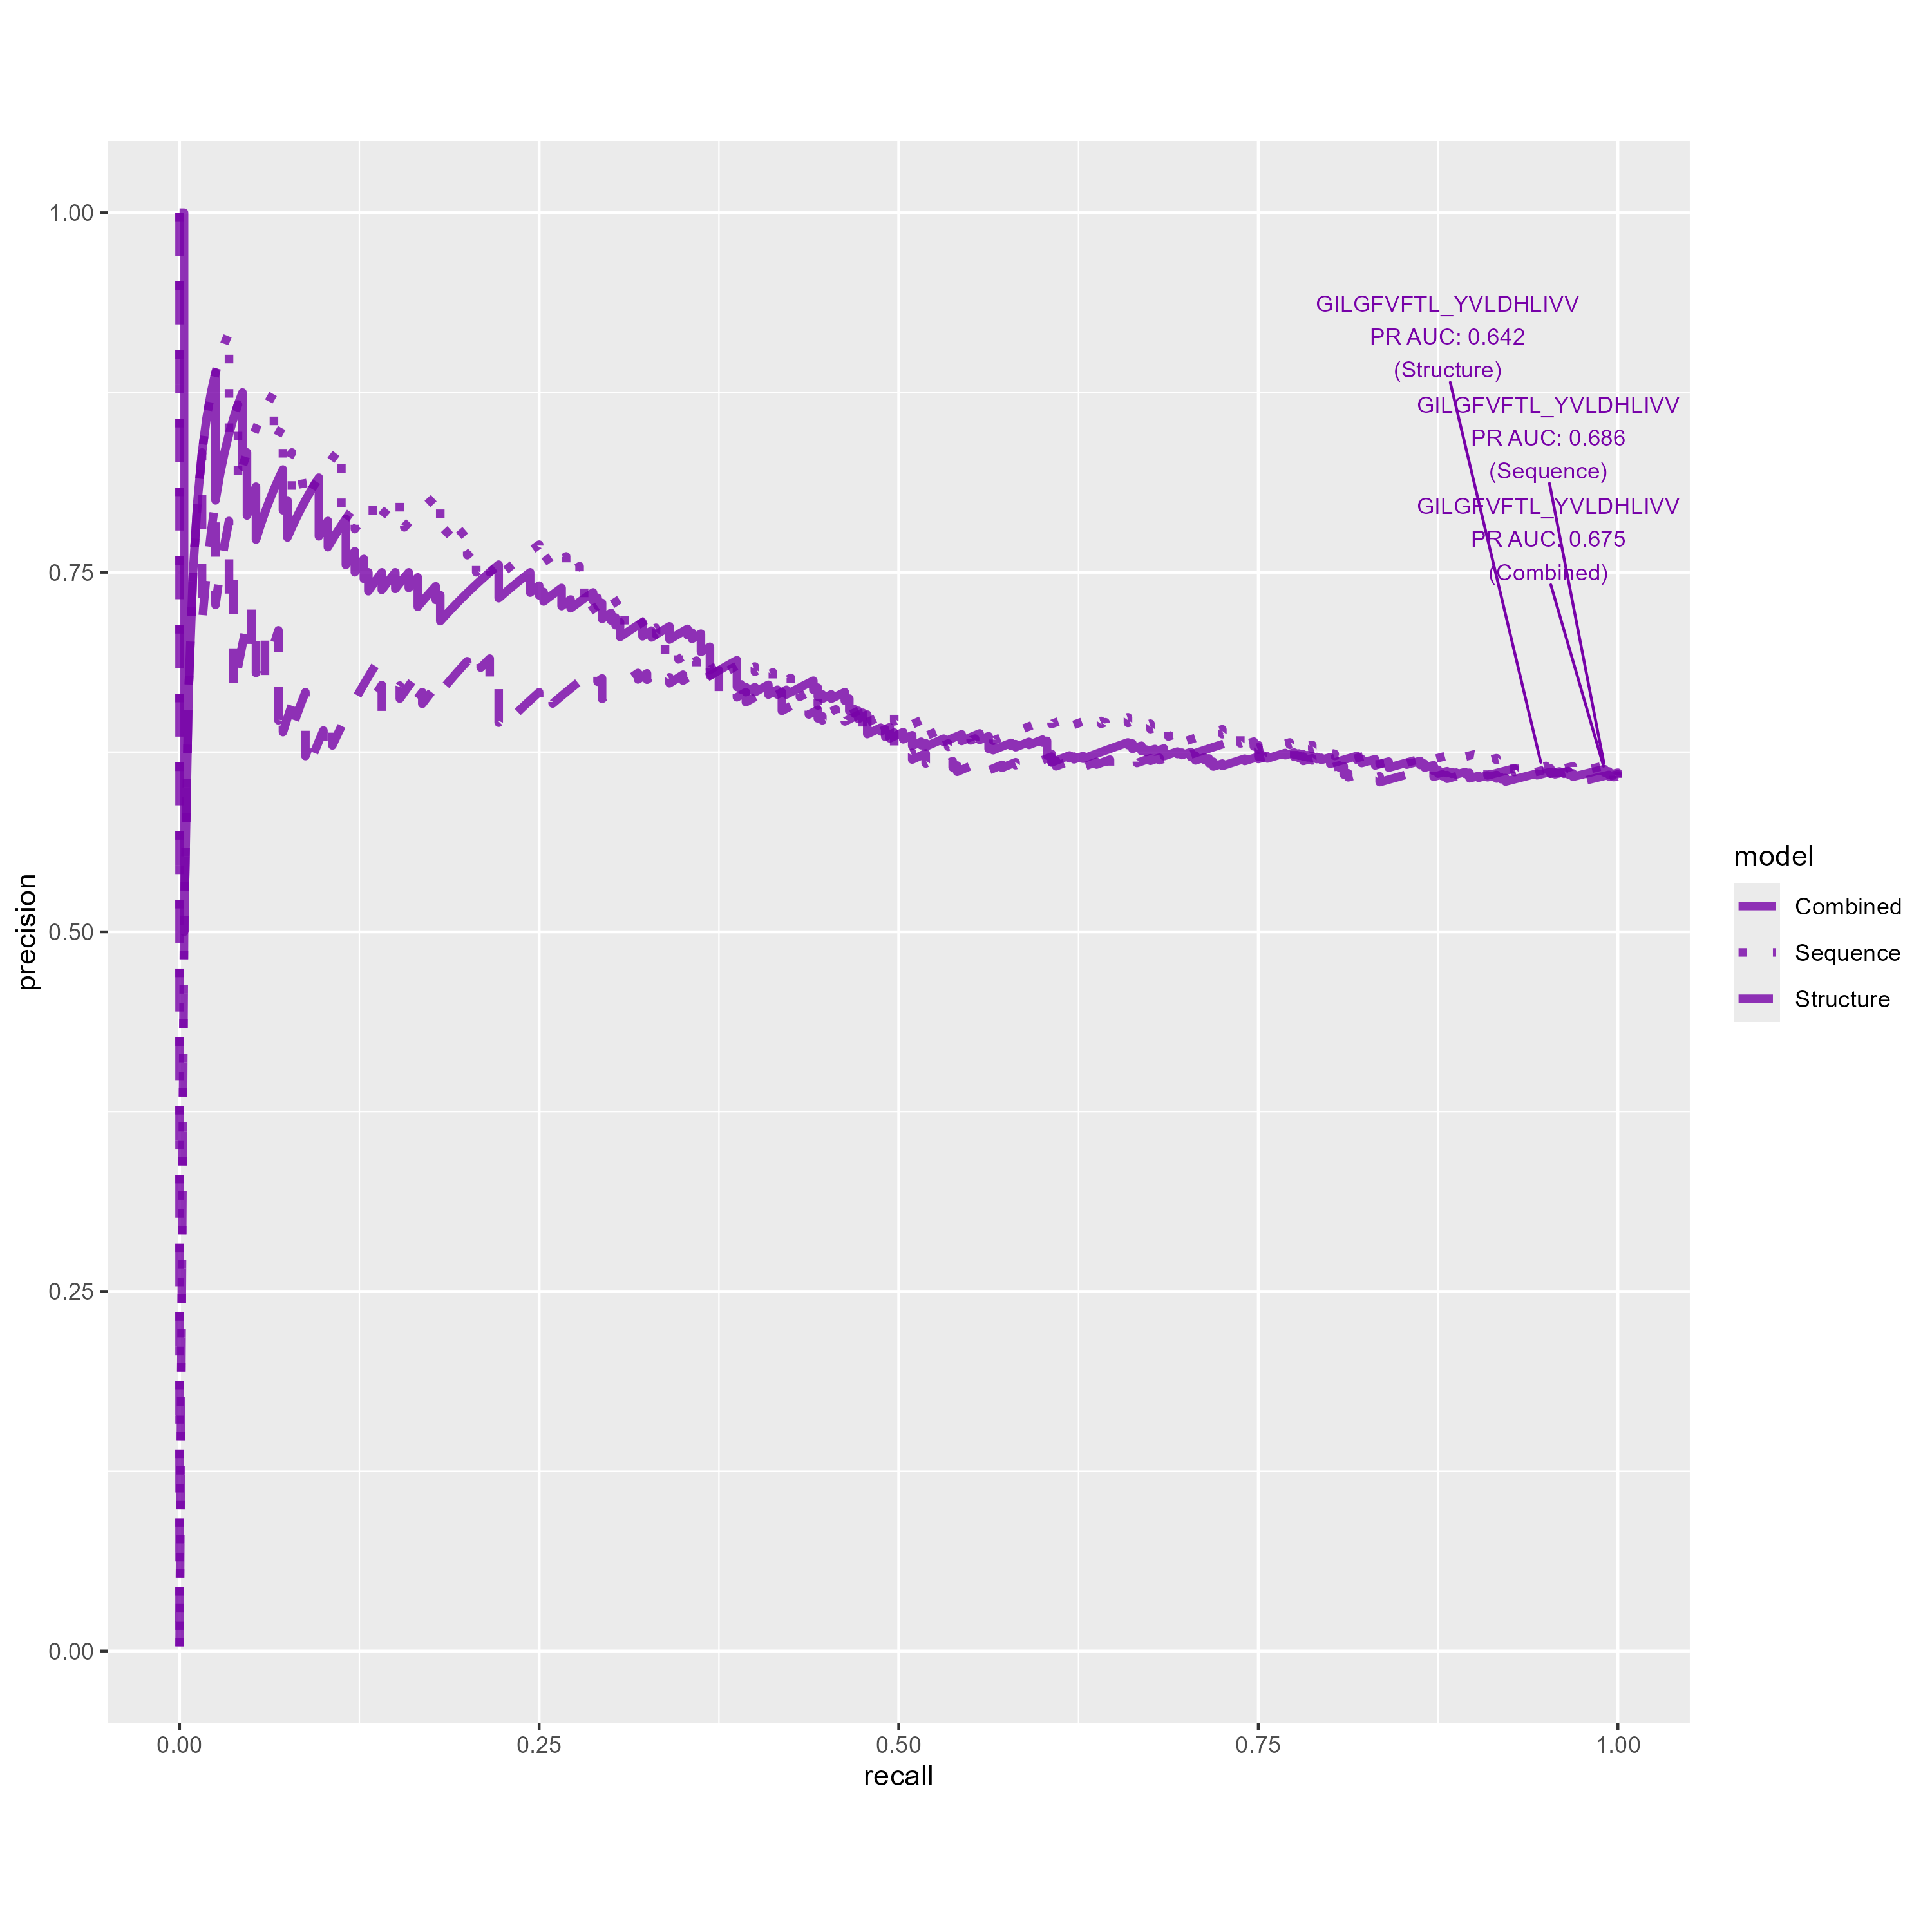 1.00
0.75
0.50
0.25
0.00
precision
GILGFVFTL_YVLDHLIVV
PR AUC: 0.642
(Structure)
GILGFVFTL_YVLDHLIVV
PR AUC: 0.686
(Sequence)
GILGFVFTL_YVLDHLIVV
PR AUC: 0.675
(Combined)
0.00 0.25 0.50 0.75 1.00
recall
model
Combined
Sequence
Structure